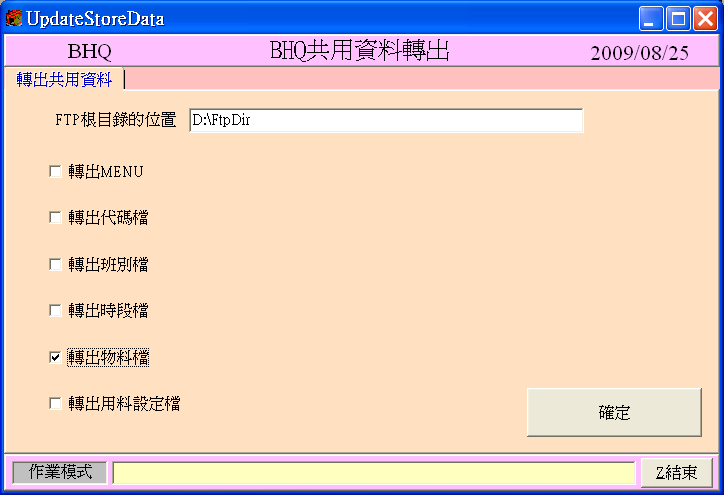 UpdateStoreData
BHQ BHQ共用資料轉出 2009/08/25
轉出共用資料
FTP根目錄的位置 D:\FtpDir
轉出MENU
轉出代碼檔
轉出班別檔
轉出時段檔
轉出物料檔
轉出用料設定檔
確定
作業模式 Z結束